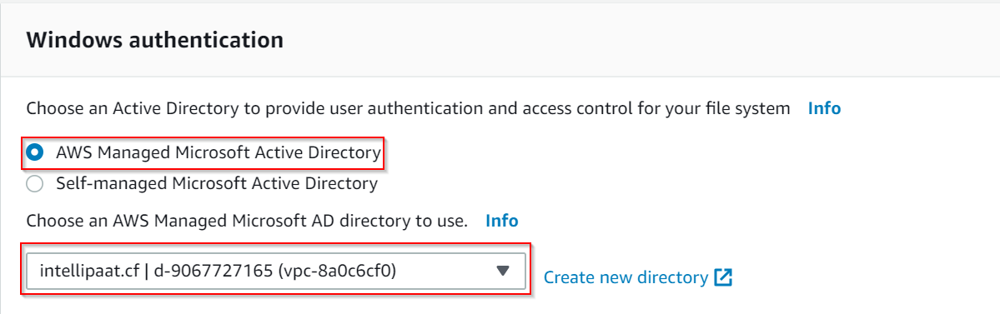 Windows authentication
Choose an Active Directory to provide user authentication and access control for your file system Info
AWS Managed Microsoft Active Directory
Self-managed Microsoft Active Directory
Choose an AWS Managed Microsoft AD directory to use. Info
intellipaat.cf | d-9067727165 (vpc-8a0c6cf0)
Create new directory